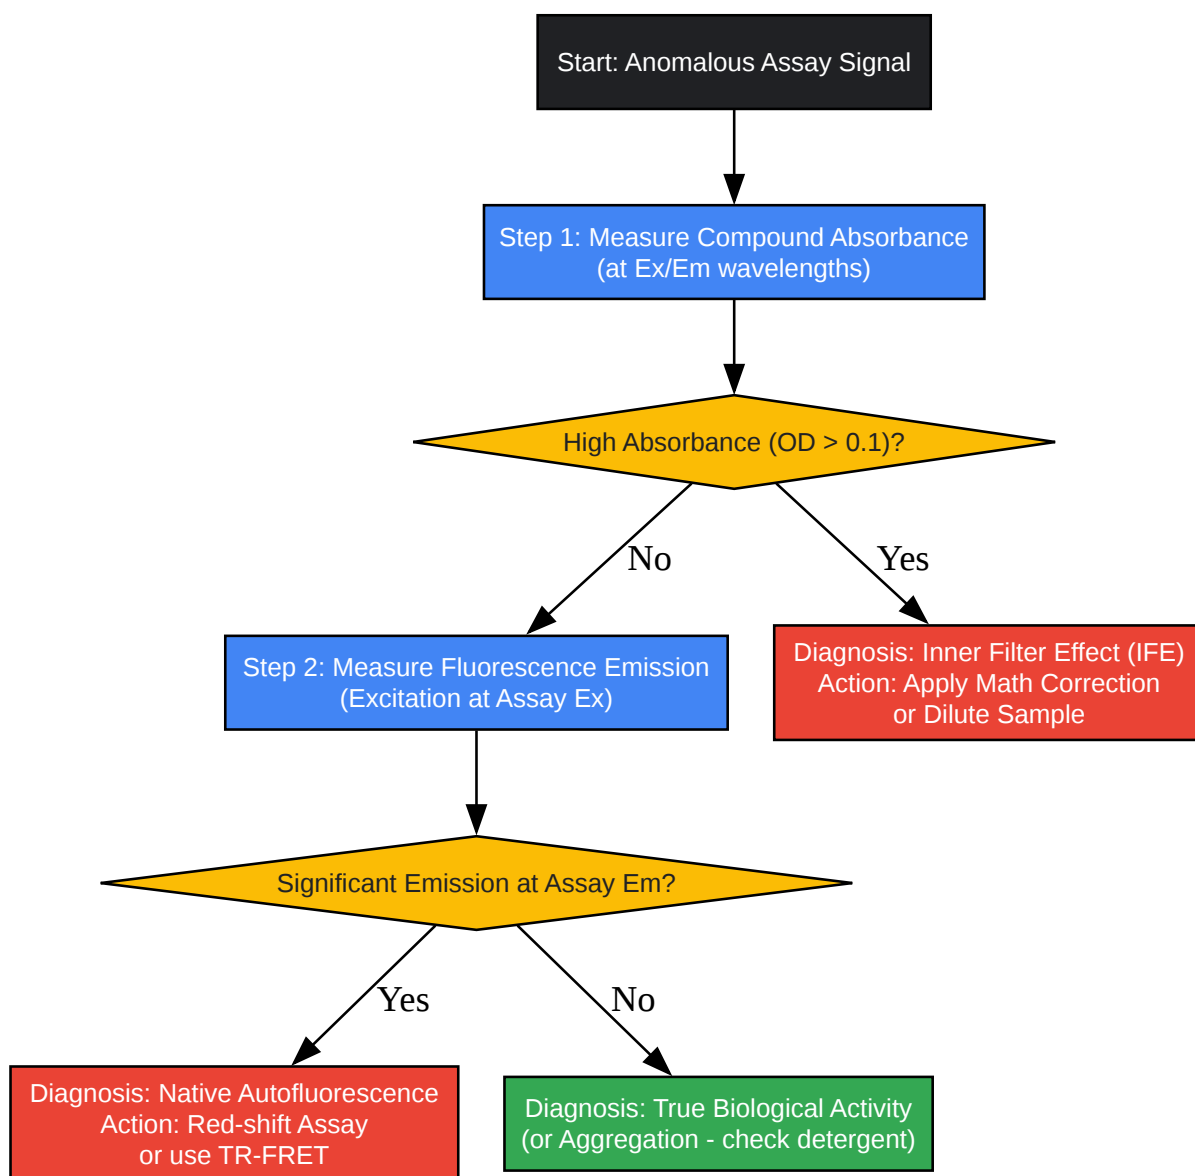 Start: Anomalous Assay Signal
Step 1: Measure Compound Absorbance
(at Ex/Em wavelengths)
High Absorbance (OD > 0.1)?
No
Yes
Step 2: Measure Fluorescence Emission
(Excitation at Assay Ex)
Diagnosis: Inner Filter Effect (IFE)
Action: Apply Math Correction
or Dilute Sample
Significant Emission at Assay Em?
Yes
No
Diagnosis: Native Autofluorescence
Action: Red-shift Assay
or use TR-FRET
Diagnosis: True Biological Activity
(or Aggregation - check detergent)